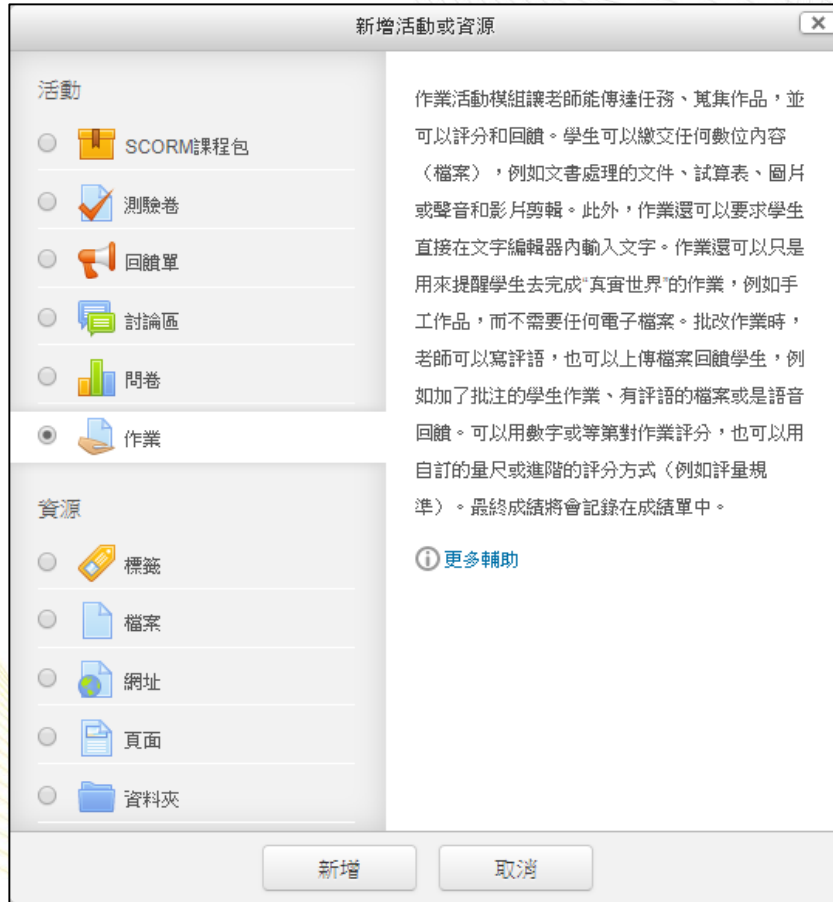 新增活動或資源
活動
SCORM課程包
測驗卷
回饋單
討論區
問卷
作業
資源
標籤
檔案
網址
頁面
資料夾
作業活動模組讓老師能傳達任務、蒐集作品，並
可以評分和回饋。學生可以繳交任何數位內容
（檔案），例如文書處理的文件、試算表、圖片
或聲音和影片剪輯。此外，作業還可以要求學生
直接在文字編輯器內輸入文字。作業還可以只是
用來提醒學生去完成“真實世界”的作業，例如手
工作品，而不需要任何電子檔案。批改作業時，
老師可以寫評語，也可以上傳檔案回饋學生，例
如加了批注的學生作業、有評語的檔案或是語音
回饋。可以用數字或等第對作業評分，也可以用
自訂的量尺或進階的評分方式（例如評量規
準）。最終成績將會記錄在成績單中。
更多輔助
新增
取消